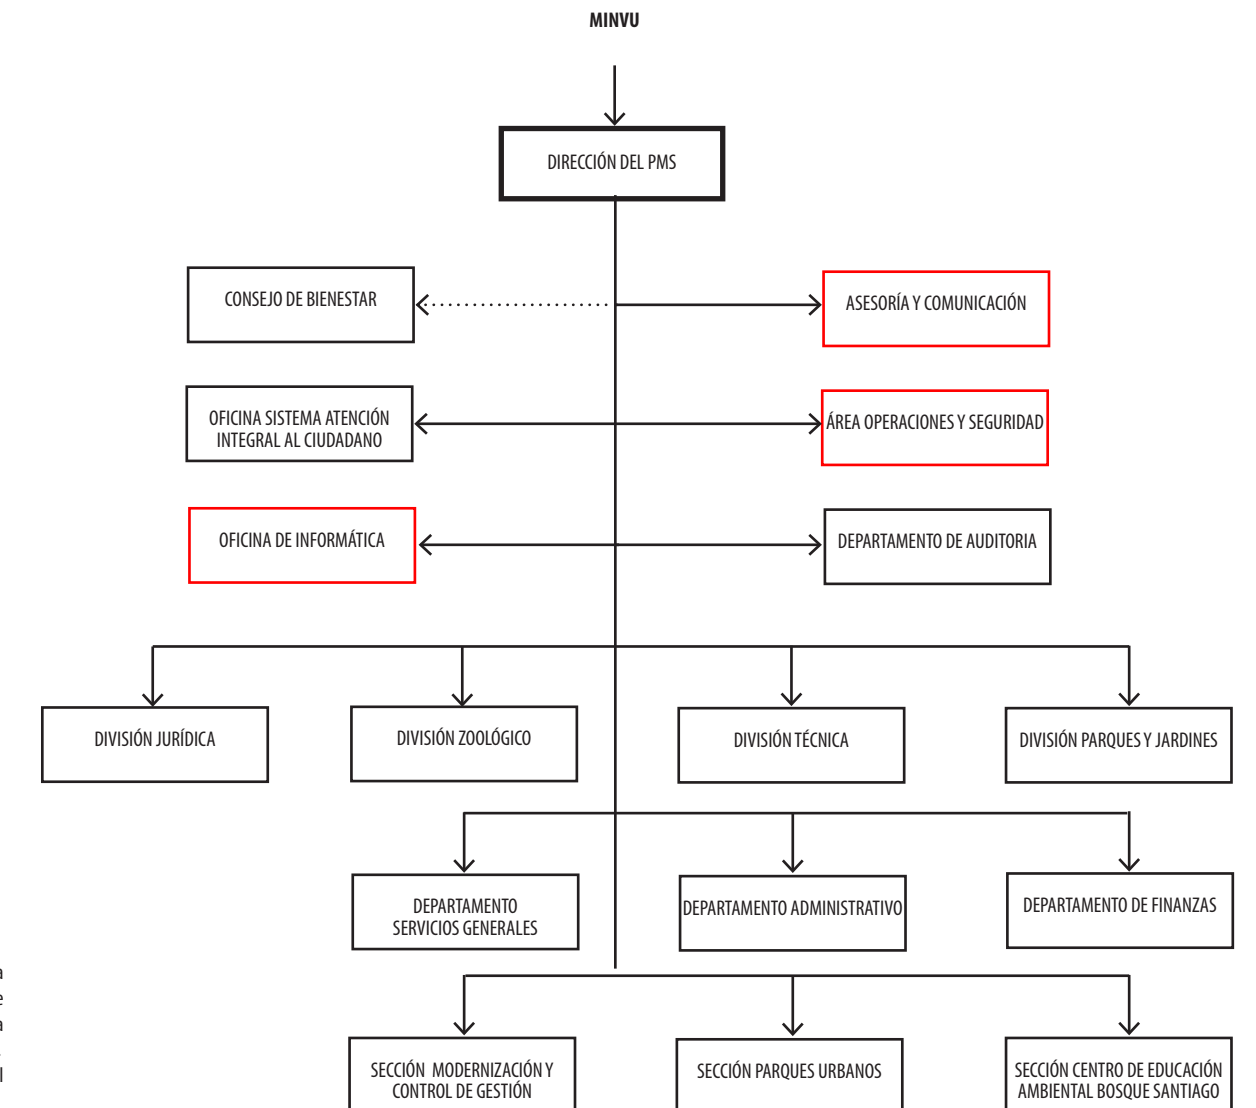 MINVU
DIRECCIÓN DEL PMS
CONSEJO DE BIENESTAR
ASESORÍA Y COMUNICACIÓN
OFICINA SISTEMA ATENCIÓN
INTEGRAL AL CIUDADANO
ÁREA OPERACIONES Y SEGURIDAD
OFICINA DE INFORMÁTICA
DEPARTAMENTO DE AUDITORIA
DIVISIÓN JURÍDICA
DIVISIÓN ZOOLÓGICO
DIVISIÓN TÉCNICA
DIVISIÓN PARQUES Y JARDINES
DEPARTAMENTO
SERVICIOS GENERALES
DEPARTAMENTO ADMINISTRATIVO
DEPARTAMENTO DE FINANZAS
SECCIÓN MODERNIZACIÓN Y
CONTROL DE GESTIÓN
SECCIÓN PARQUES URBANOS
SECCIÓN CENTRO DE EDUCACIÓN
AMBIENTAL BOSQUE SANTIAGO